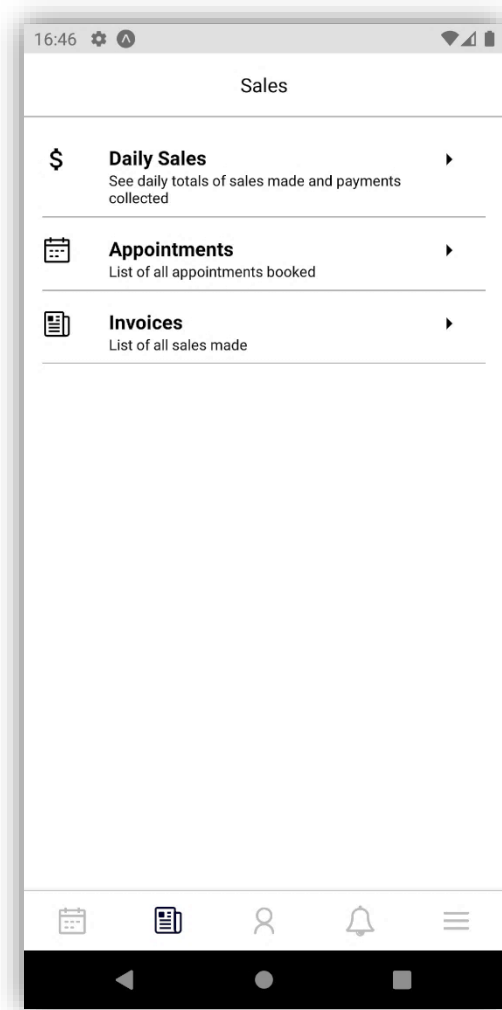 16:46
Sales
$ Daily Sales
See daily totals of sales made and payments
collected
Appointments
List of all appointments booked
Invoices
List of all sales made